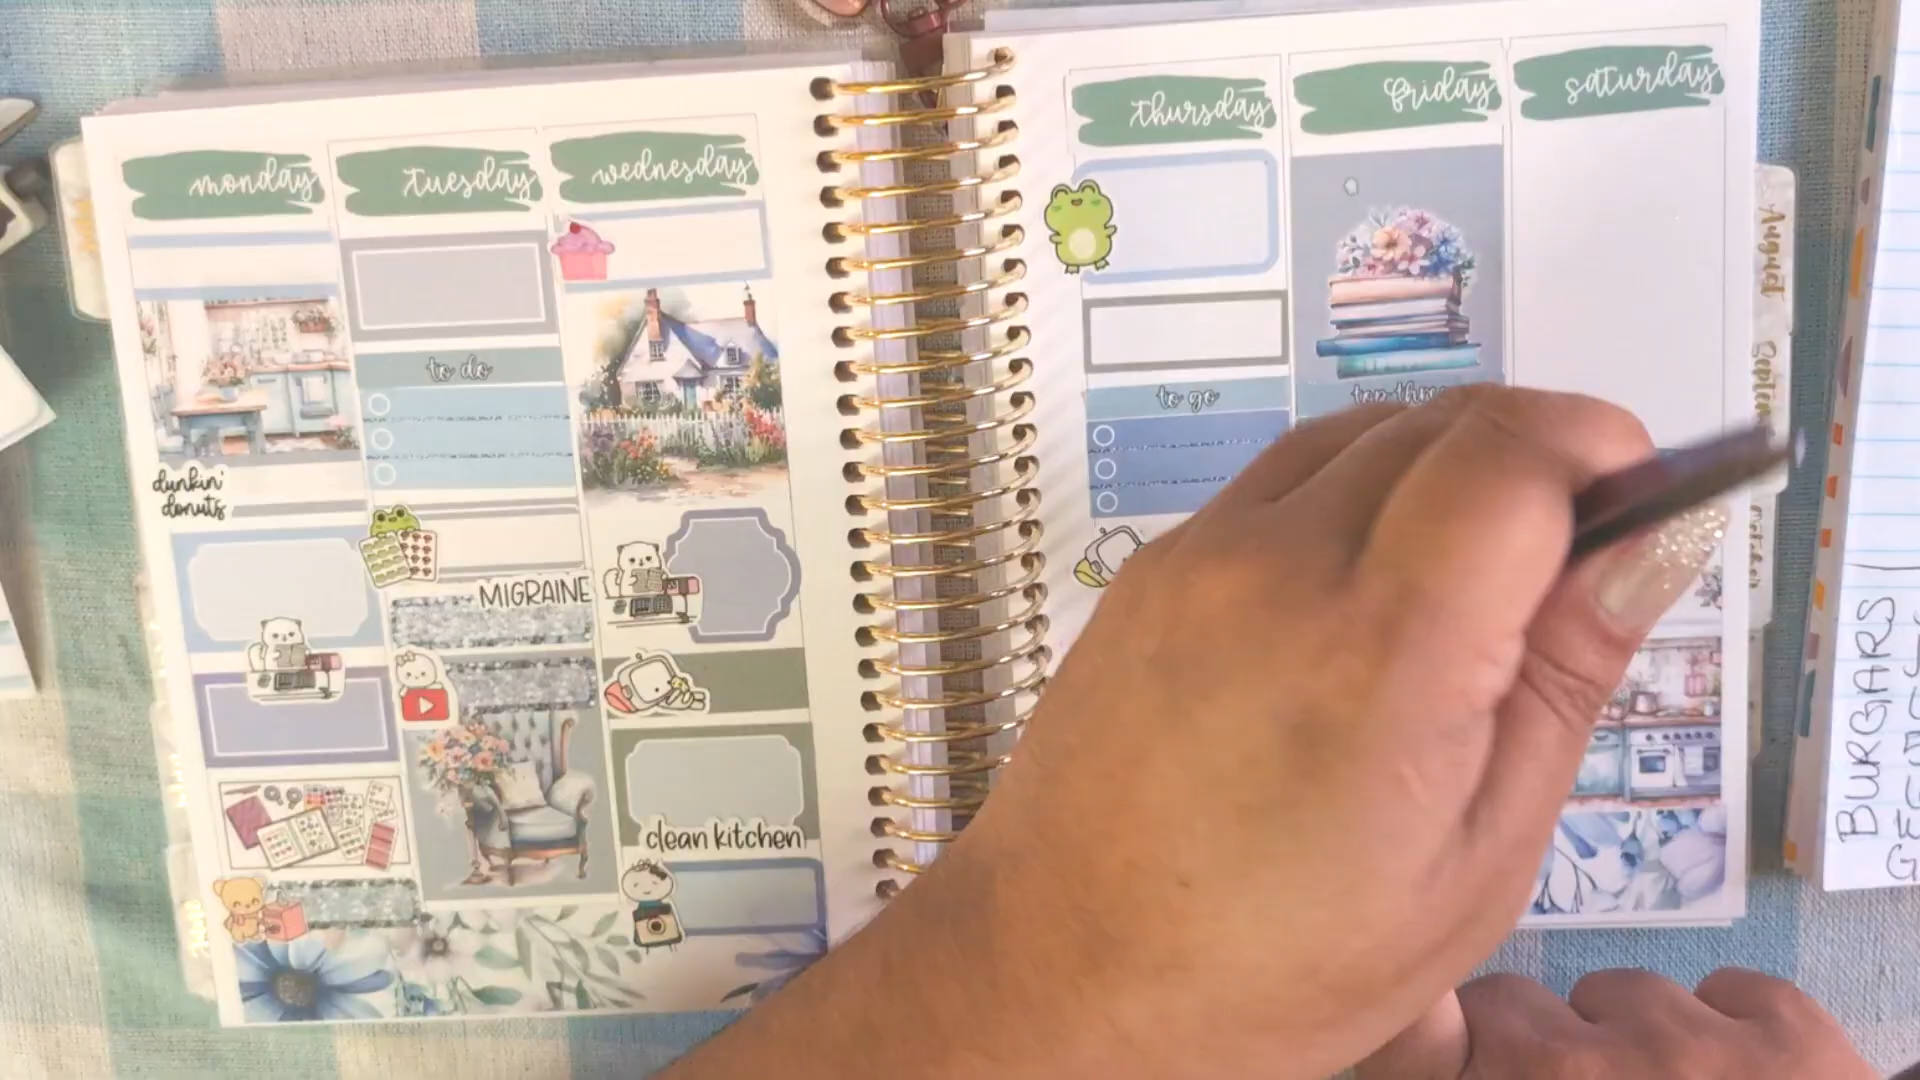 monday
tuesday
wednesday
thursday
friday
saturday
to do
dunkin'
donuts
MIGRAINE
clean kitchen
to go
August
BURGARS